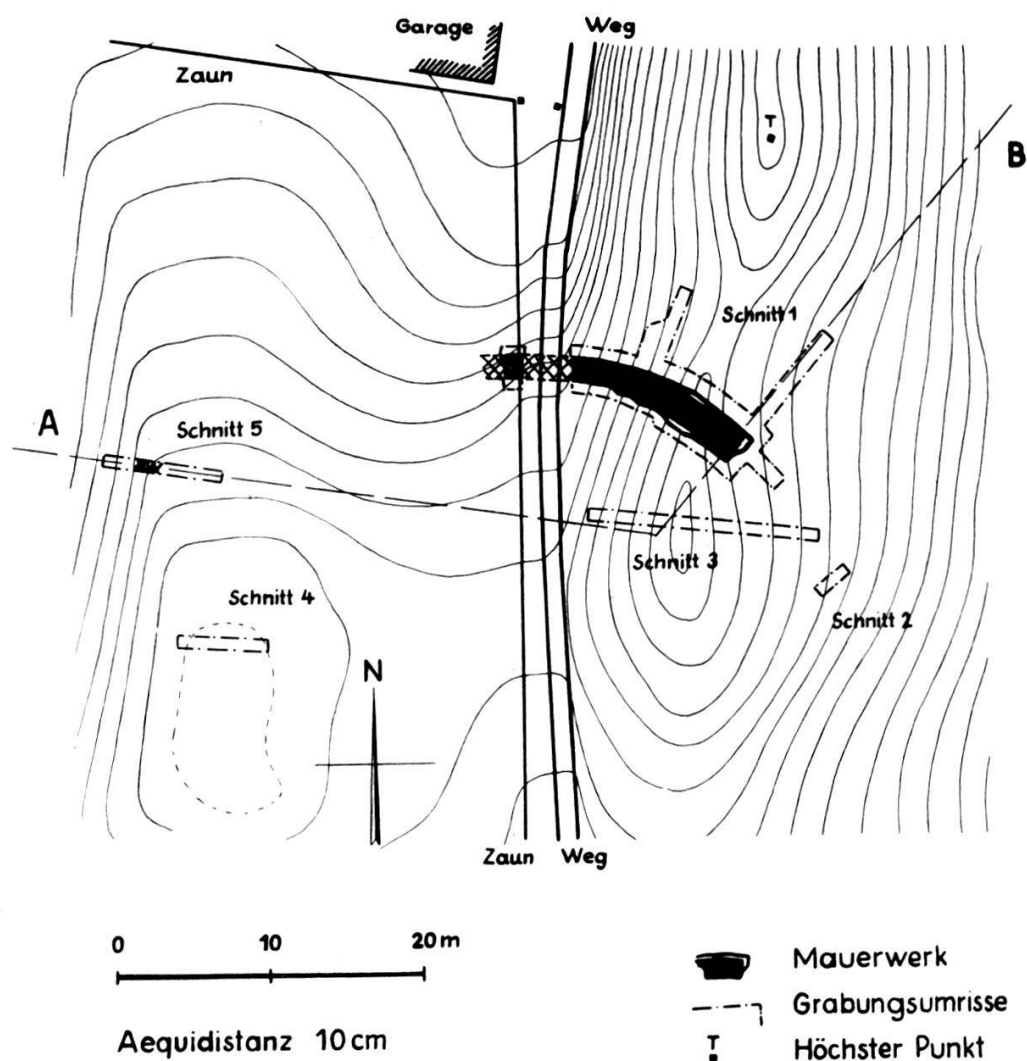 Garage
Weg
Zaun
T
B
Schnitt 1
A
Schnitt 5
Schnitt 3
Schnitt 4
Schnitt 2
N
Zaun
Weg
0 10 20 m
Mauerwerk
Grabungsumrisse
Aequidistanz 10 cm
T Höchster Punkt